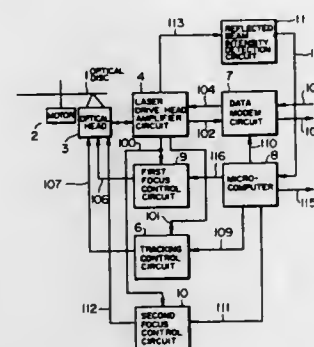 113
11
REFLECTED
BEAM
INTENSITY
DETECTION
CIRCUIT
1
OPTICAL
DISC
4
LASER
DRIVE HEAD
AMPLIFIER
CIRCUIT
7
104
102
DATA
MODEM
CIRCUIT
MOTOR
2
OPTICAL
HEAD
3
100
107
106
9
FIRST
FOCUS
CONTROL
CIRCUIT
116
110
8
MICRO-
COMPUTER
115
101
6
TRACKING
CONTROL
CIRCUIT
109
112
10
SECOND
FOCUS
CONTROL
CIRCUIT
111